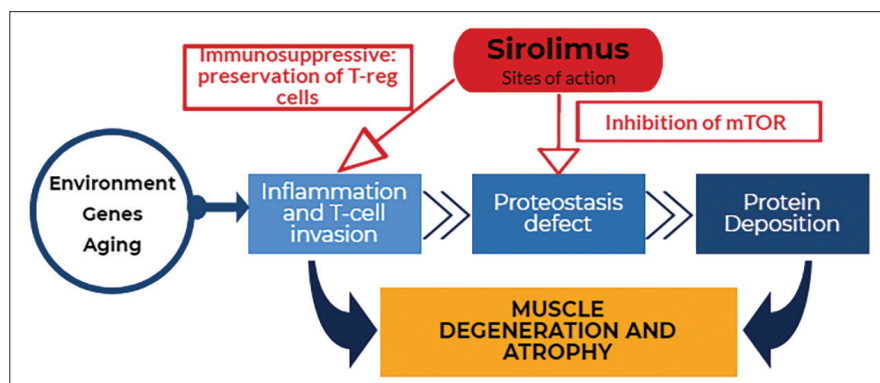 Immunosuppressive:
preservation of T-reg
cells
Sirolimus
Sites of action
Inhibition of mTOR
Environment
Genes
Aging
Inflammation
and T-cell
invasion
Proteostasis
defect
Protein
Deposition
MUSCLE
DEGENERATION AND
ATROPHY